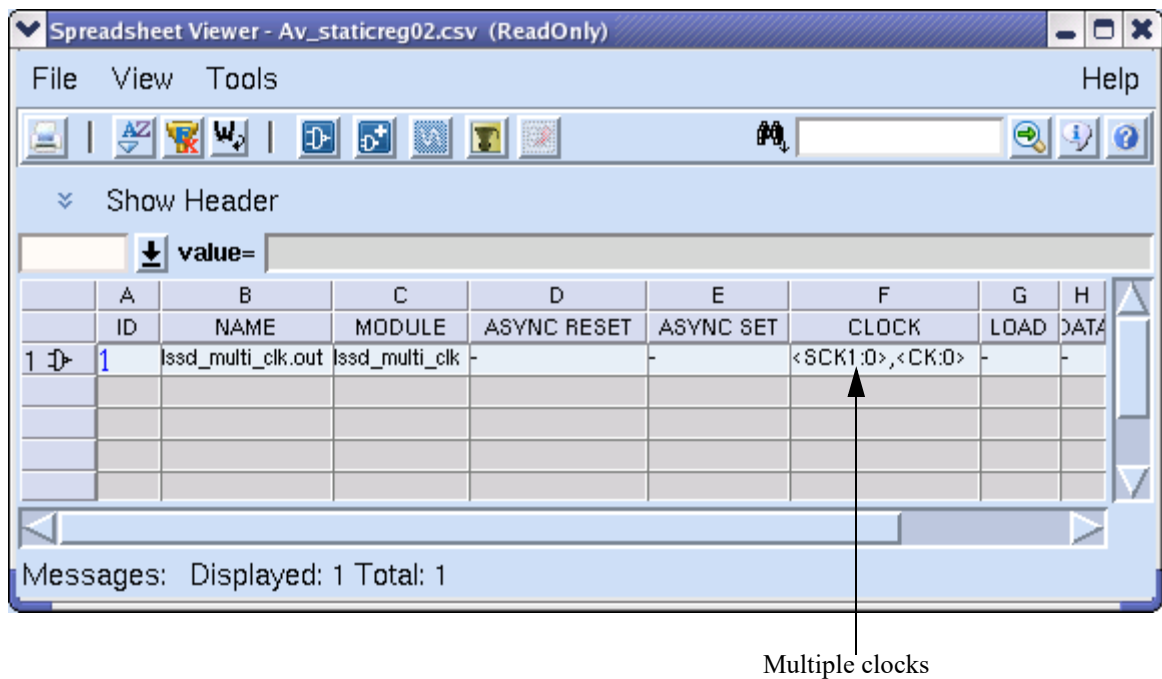 Spreadsheet Viewer - Av_staticreg02.csv (ReadOnly)
File View Tools Help
Show Header
value=
A B C D E F G H
ID NAME MODULE ASYNC RESET ASYNC SET CLOCK LOAD DATA
1 1 lssd_multi_clk.out lssd_multi_clk - - <SCK1:0>,<CK:0> - -
Messages: Displayed: 1 Total: 1
Multiple clocks